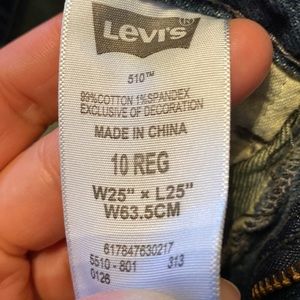 Levi's ®
510™
99%COTTON 1%SPANDEX
EXCLUSIVE OF DECORATION
MADE IN CHINA
10 REG
W25" × L25"
W63.5CM
617847630217
5510-801 313
0126